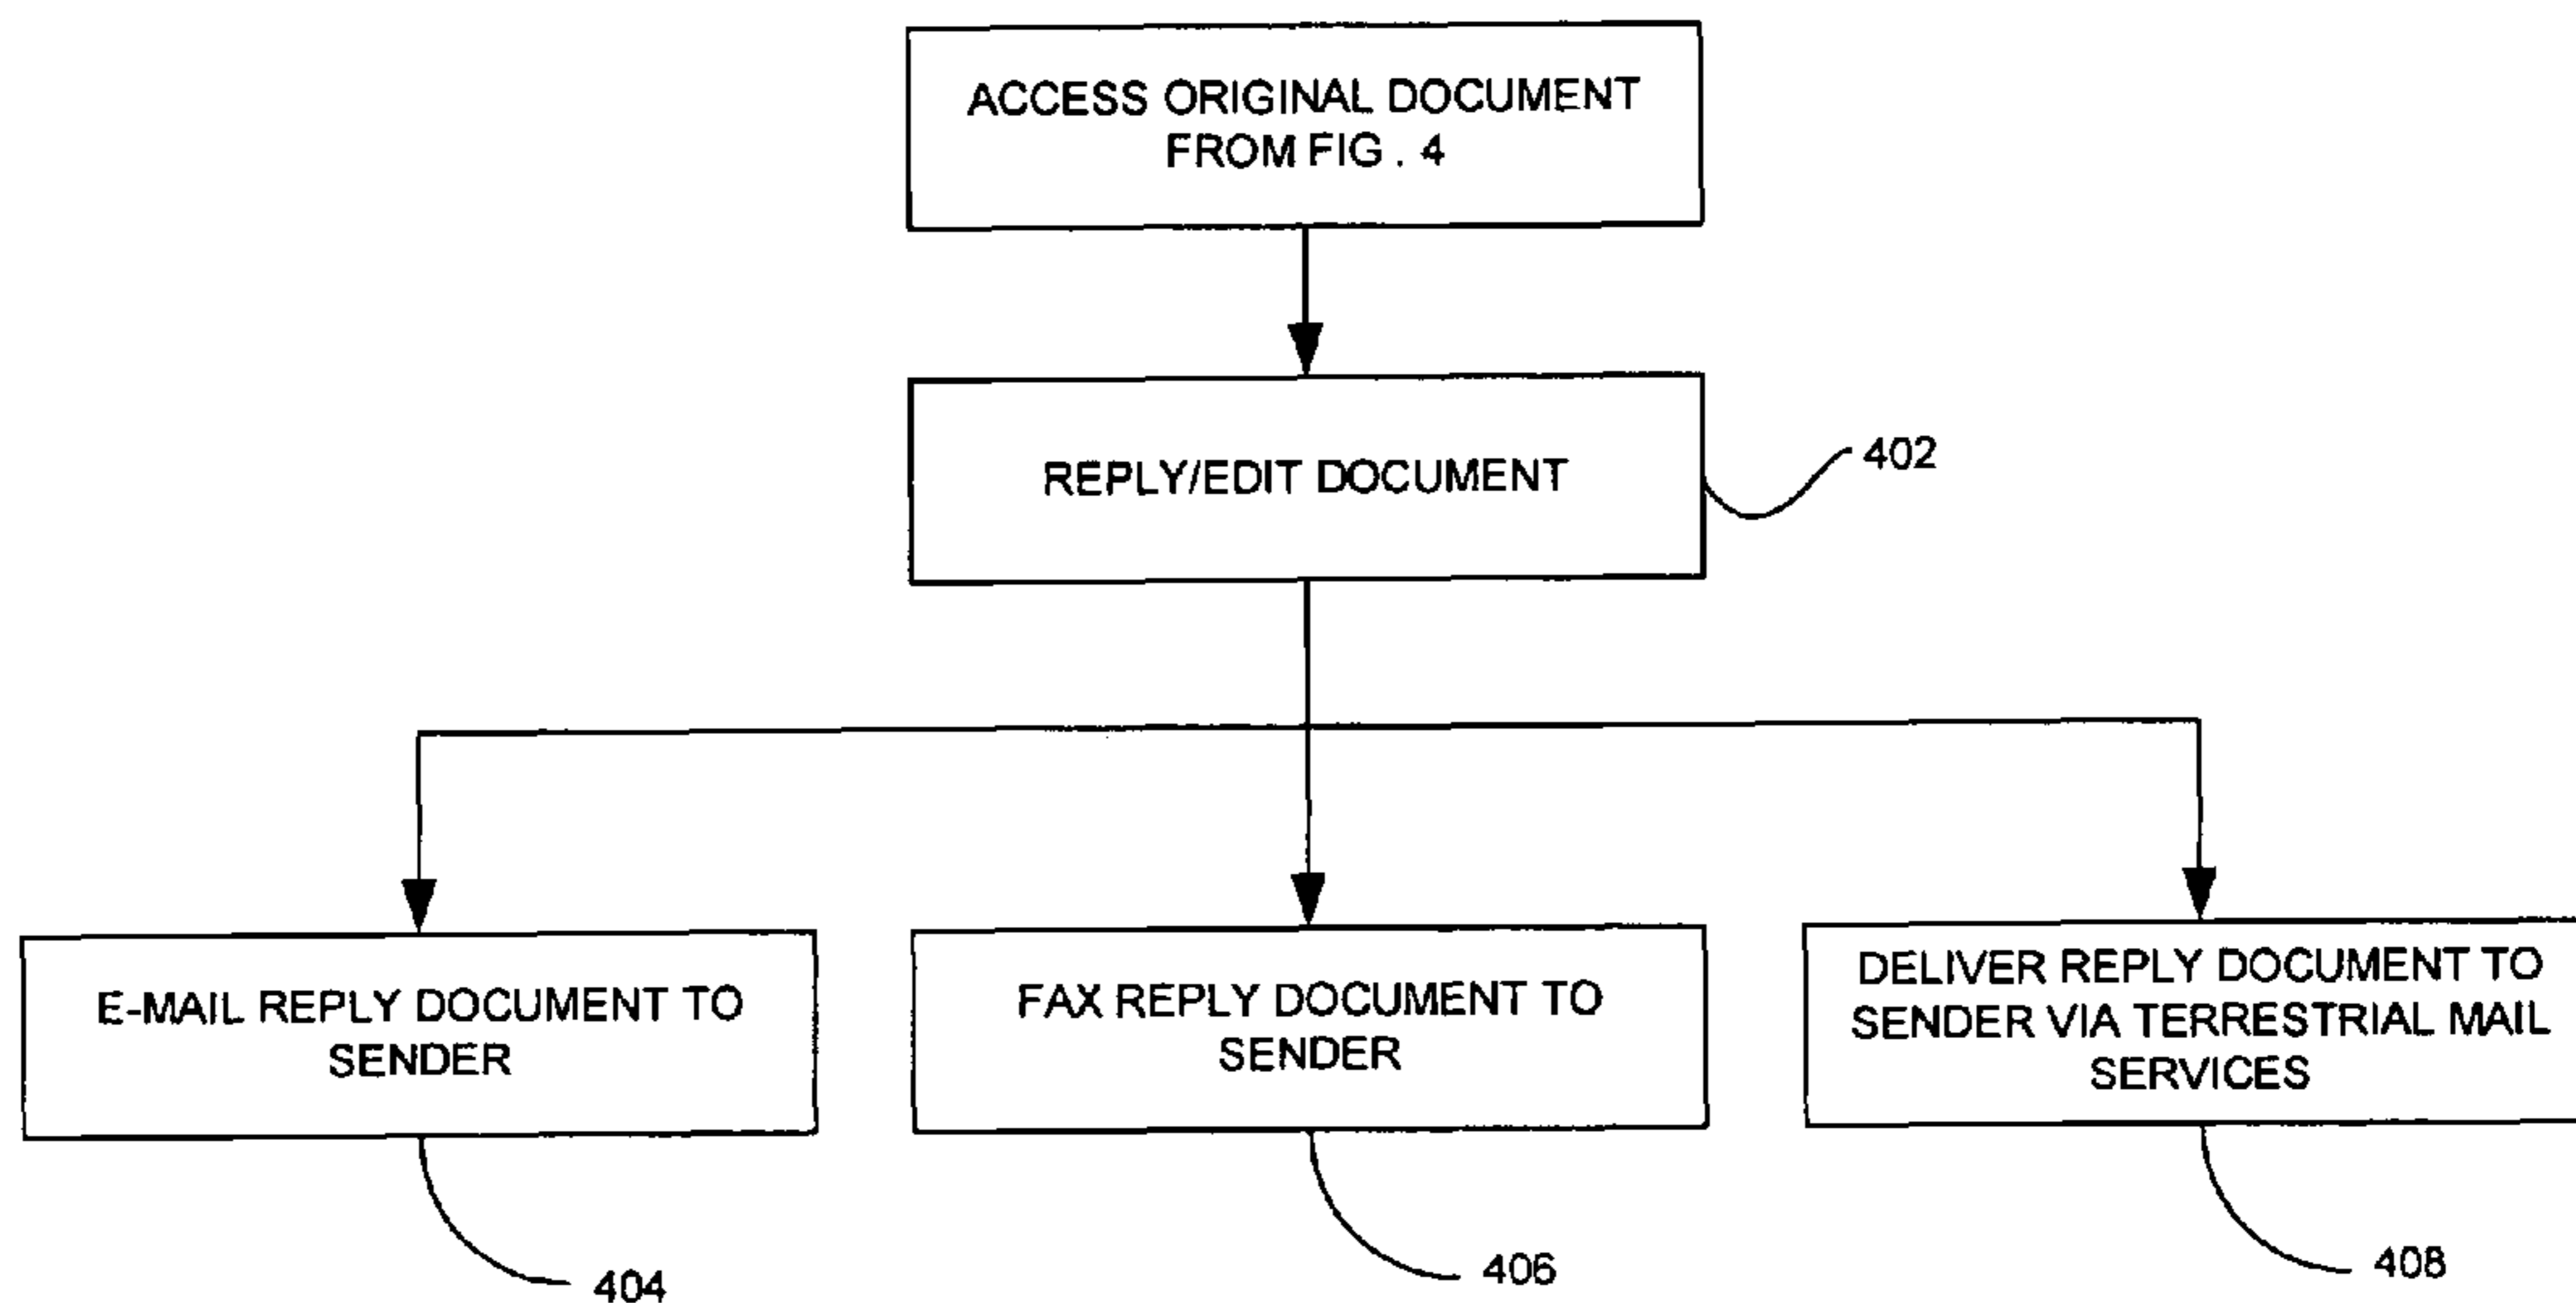 ACCESS ORIGINAL DOCUMENT
FROM FIG . 4
REPLY/EDIT DOCUMENT
402
E-MAIL REPLY DOCUMENT TO
SENDER
404
FAX REPLY DOCUMENT TO
SENDER
406
DELIVER REPLY DOCUMENT TO
SENDER VIA TERRESTRIAL MAIL
SERVICES
408